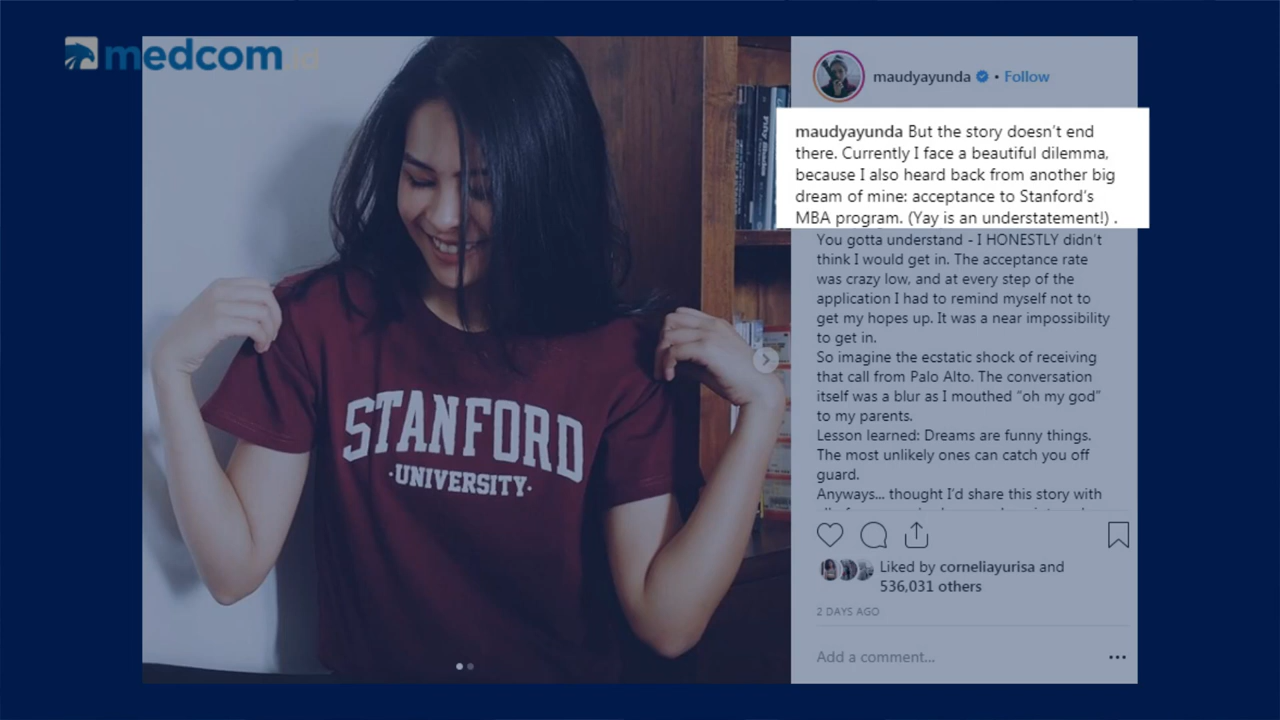 medcom.id
maudyayunda • Follow
maudyayunda But the story doesn't end
there. Currently I face a beautiful dilemma,
because I also heard back from another big
dream of mine: acceptance to Stanford's
MBA program. (Yay is an understatement!) .
You gotta understand - I HONESTLY didn't
think I would get in. The acceptance rate
was crazy low, and at every step of the
application I had to remind myself not to
get my hopes up. It was a near impossibility
to get in.
So imagine the ecstatic shock of receiving
that call from Palo Alto. The conversation
itself was a blur as I mouthed “oh my god”
to my parents.
Lesson learned: Dreams are funny things.
The most unlikely ones can catch you off
guard.
Anyways... thought I'd share this story with
Liked by corneliayurisa and
536,031 others
2 DAYS AGO
Add a comment...
STANFORD
·UNIVERSITY·